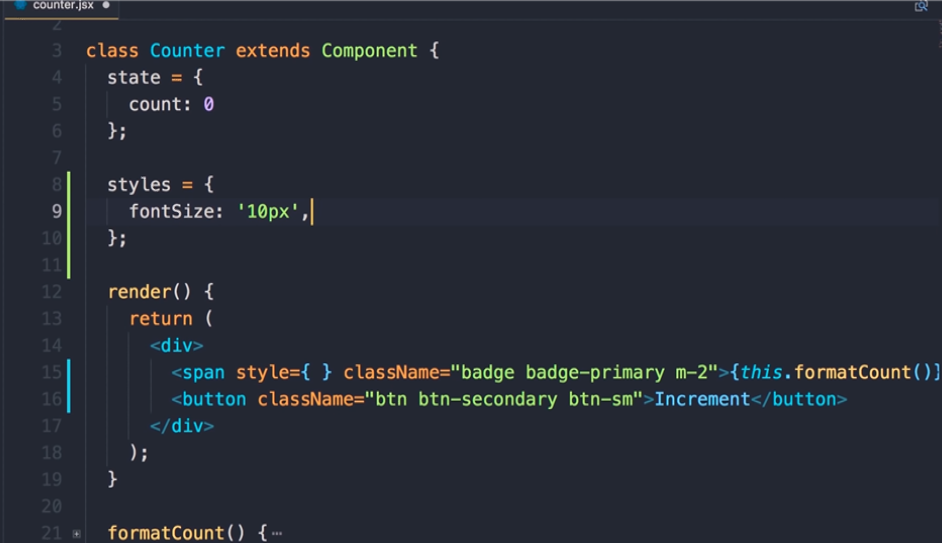 counter.jsx ●
2
3 class Counter extends Component {
4 state = {
5 count: 0
6 };
7
8 styles = {
9 fontSize: '10px',
10 };
11
12 render() {
13 return (
14 <div>
15 <span style={ } className="badge badge-primary m-2">{this.formatCount()}
16 <button className="btn btn-secondary btn-sm">Increment</button>
17 </div>
18 );
19 }
20
21 formatCount() {⋯